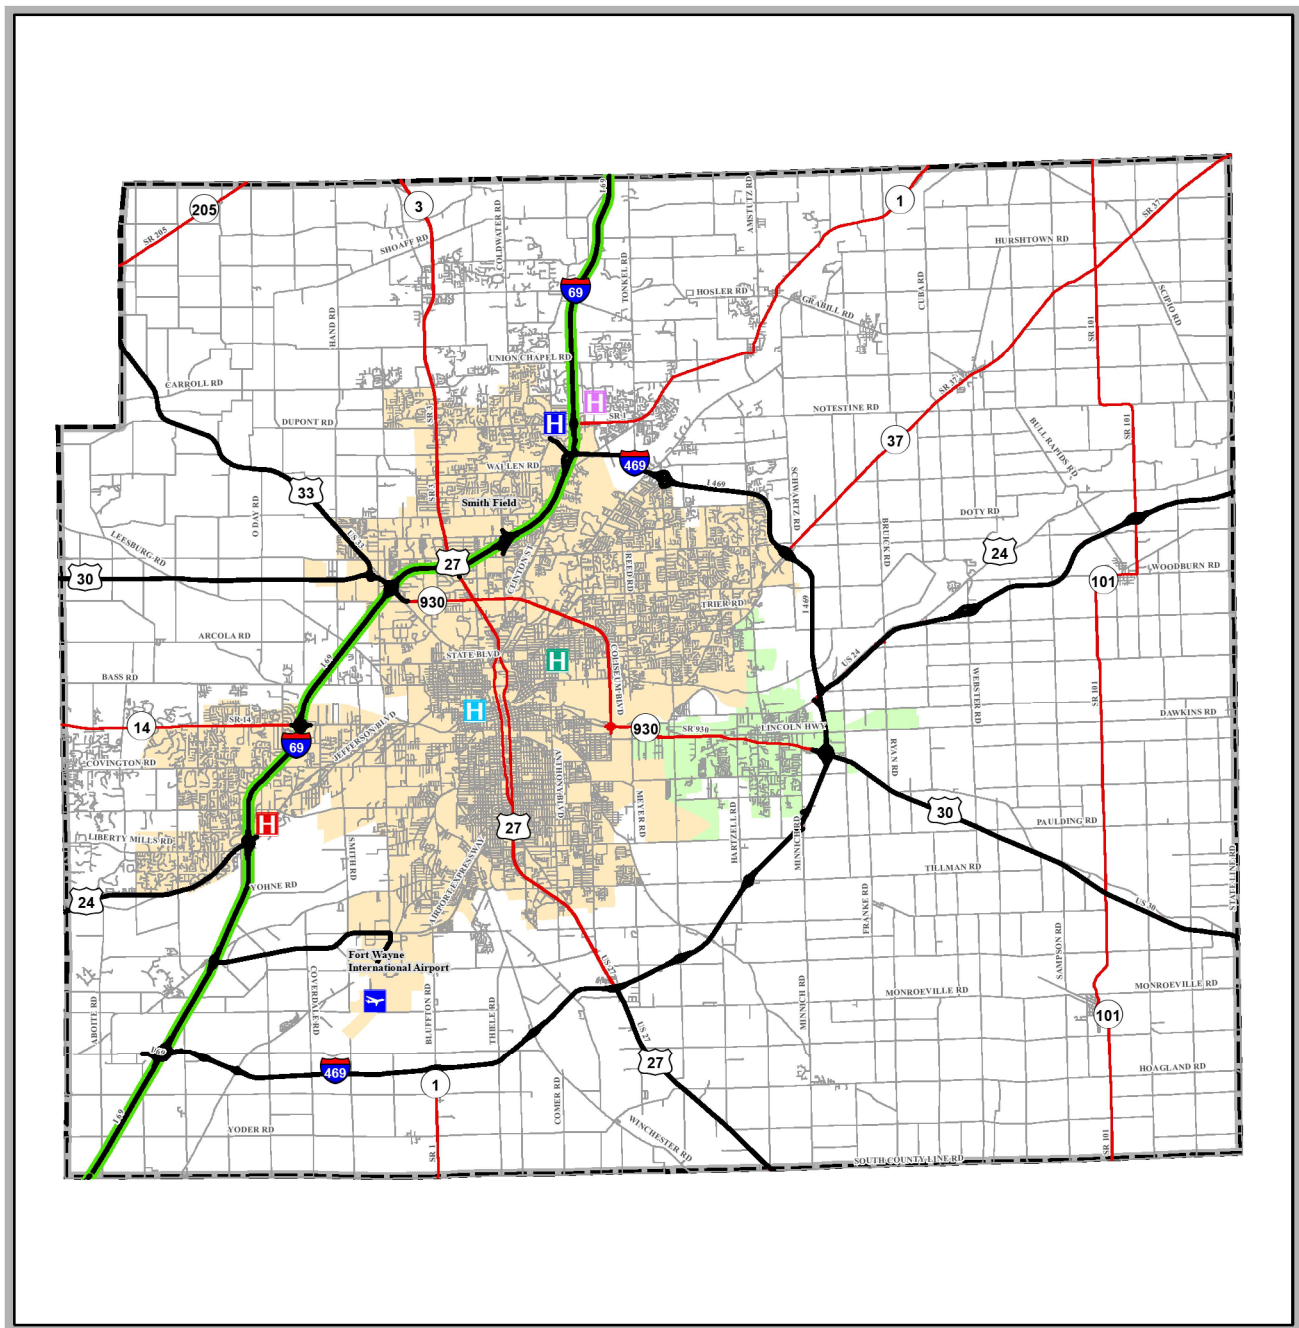 205
SR 205
3
SHOAFF RD
COLDWATER RD
I 69
69
TONKEL RD
AMSTUTZ RD
1
HURSHTOWN RD
SR 37
SCIPIO RD
HAND RD
HOSLER RD
GRABILL RD
CUBA RD
SR 101
UNION CHAPEL RD
CARROLL RD
DUPONT RD
SR 3
H
H
SR 1
NOTESTINE RD
SR 37
37
BULL RAPIDS RD
SR 101
WALLEN RD
469
I 469
SCHWARTZ RD
33
SR 3
Smith Field
O DAY RD
US 33
LEESBURG RD
DOTY RD
BRUICK RD
24
30
27
CLINTON ST
REED RD
101
WOODBURN RD
930
TRIER RD
I 469
ARCOLA RD
STATE BLVD
H
COLISEUM BLVD
US 24
BASS RD
I 69
WEBSTER RD
SR 101
14
SR 14
H
JEFFERSON BLVD
930
SR 930
LINCOLN HWY
DAWKINS RD
69
COVINGTON RD
ANTHONY BLVD
RYAN RD
MEYER RD
HARTZELL RD
MINNICH RD
30
PAULDING RD
H
27
LIBERTY MILLS RD
SMITH RD
AIRPORT EXPRESSWAY
TILLMAN RD
STATE LINE RD
24
YOHNE RD
FRANKE RD
US 30
Fort Wayne
International Airport
US 27
SAMPSON RD
ABOITE RD
COVERDALE RD
BLUFFTON RD
THIELE RD
MINNICH RD
MONROEVILLE RD
MONROEVILLE RD
101
US 27
I 69
469
1
27
HOAGLAND RD
COMER RD
I 69
YODER RD
SR 1
WINCHESTER RD
SOUTH COUNTY LINE RD
SR 101